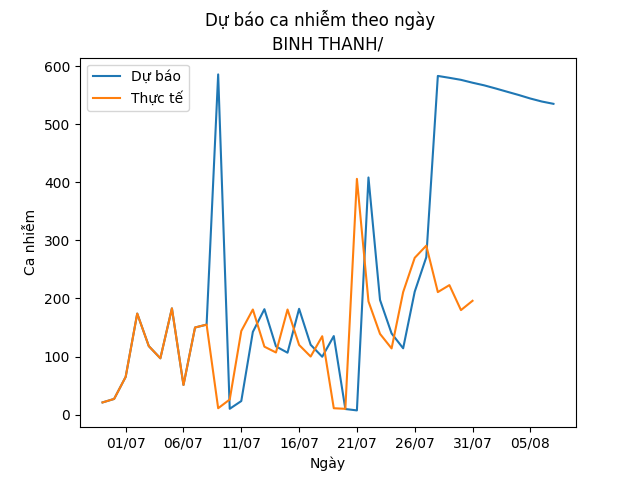 Dự báo ca nhiễm theo ngày
BINH THANH/
Dự báo
Thực tế
600
500
400
300
200
100
0
Ca nhiễm
01/07 06/07 11/07 16/07 21/07 26/07 31/07 05/08
Ngày